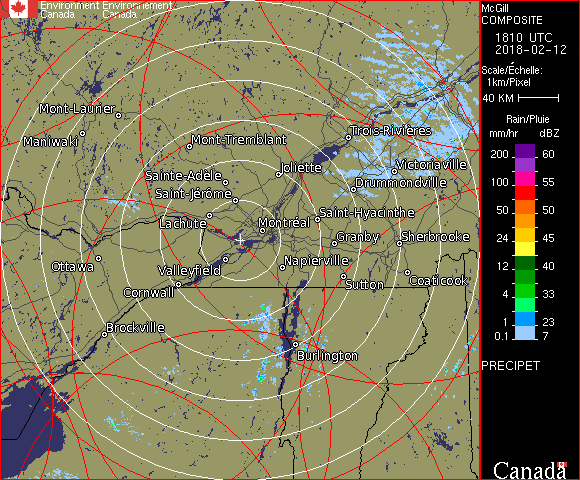 Environment Environnement
Canada Canada
McGill
COMPOSITE
1810 UTC
2018-02-12
Scale/Échelle:
1km/Pixel
40 KM
Rain/Pluie
mm/hr dBZ
200 60
150 55
100 55
50 50
24 45
12 40
4 33
1 23
0.1 7
PRECIPET
Canada
Mont-Laurier
Maniwaki
Mont-Tremblant
Trois-Rivières
Sainte-Adèle
Joliette
Victoriaville
Saint-Jérôme
Drummondville
Lachute
Montréal
Saint-Hyacinthe
Granby
Sherbrooke
Ottawa
Valleyfield
Napierville
Cornwall
Sutton
Coaticook
Brockville
Burlington